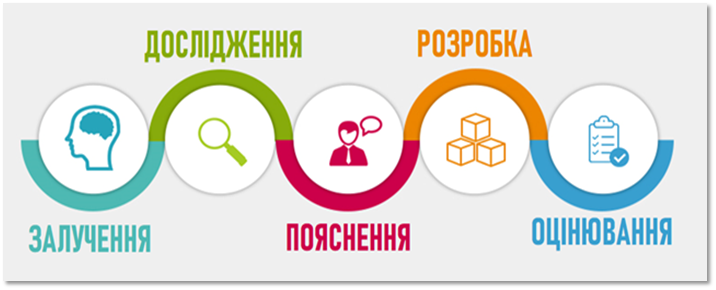 ЗАЛУЧЕННЯ
ДОСЛІДЖЕННЯ
ПОЯСНЕННЯ
РОЗРОБКА
ОЦІНЮВАННЯ